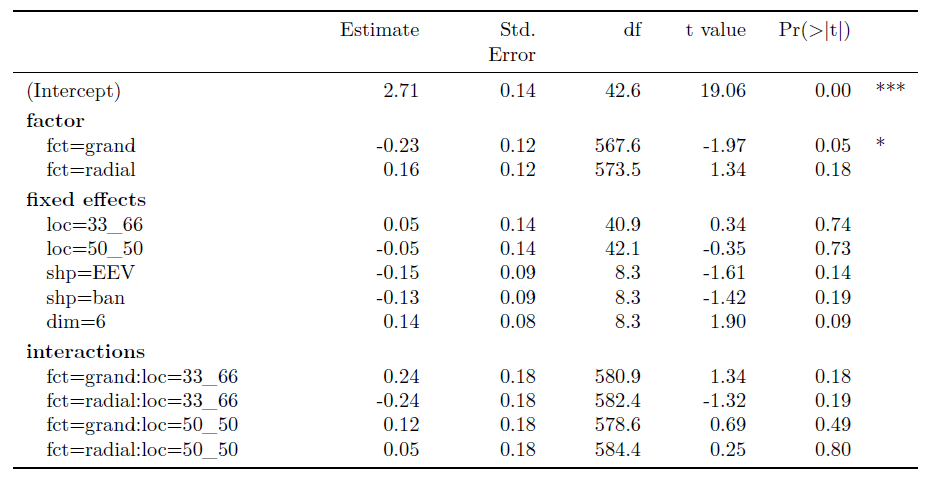 Estimate Std. Error df t value Pr(>|t|)
(Intercept) 2.71 0.14 42.6 19.06 0.00 ***
factor
fct=grand -0.23 0.12 567.6 -1.97 0.05 *
fct=radial 0.16 0.12 573.5 1.34 0.18
fixed effects
loc=33_66 0.05 0.14 40.9 0.34 0.74
loc=50_50 -0.05 0.14 42.1 -0.35 0.73
shp=EEV -0.15 0.09 8.3 -1.61 0.14
shp=ban -0.13 0.09 8.3 -1.42 0.19
dim=6 0.14 0.08 8.3 1.90 0.09
interactions
fct=grand:loc=33_66 0.24 0.18 580.9 1.34 0.18
fct=radial:loc=33_66 -0.24 0.18 582.4 -1.32 0.19
fct=grand:loc=50_50 0.12 0.18 578.6 0.69 0.49
fct=radial:loc=50_50 0.05 0.18 584.4 0.25 0.80